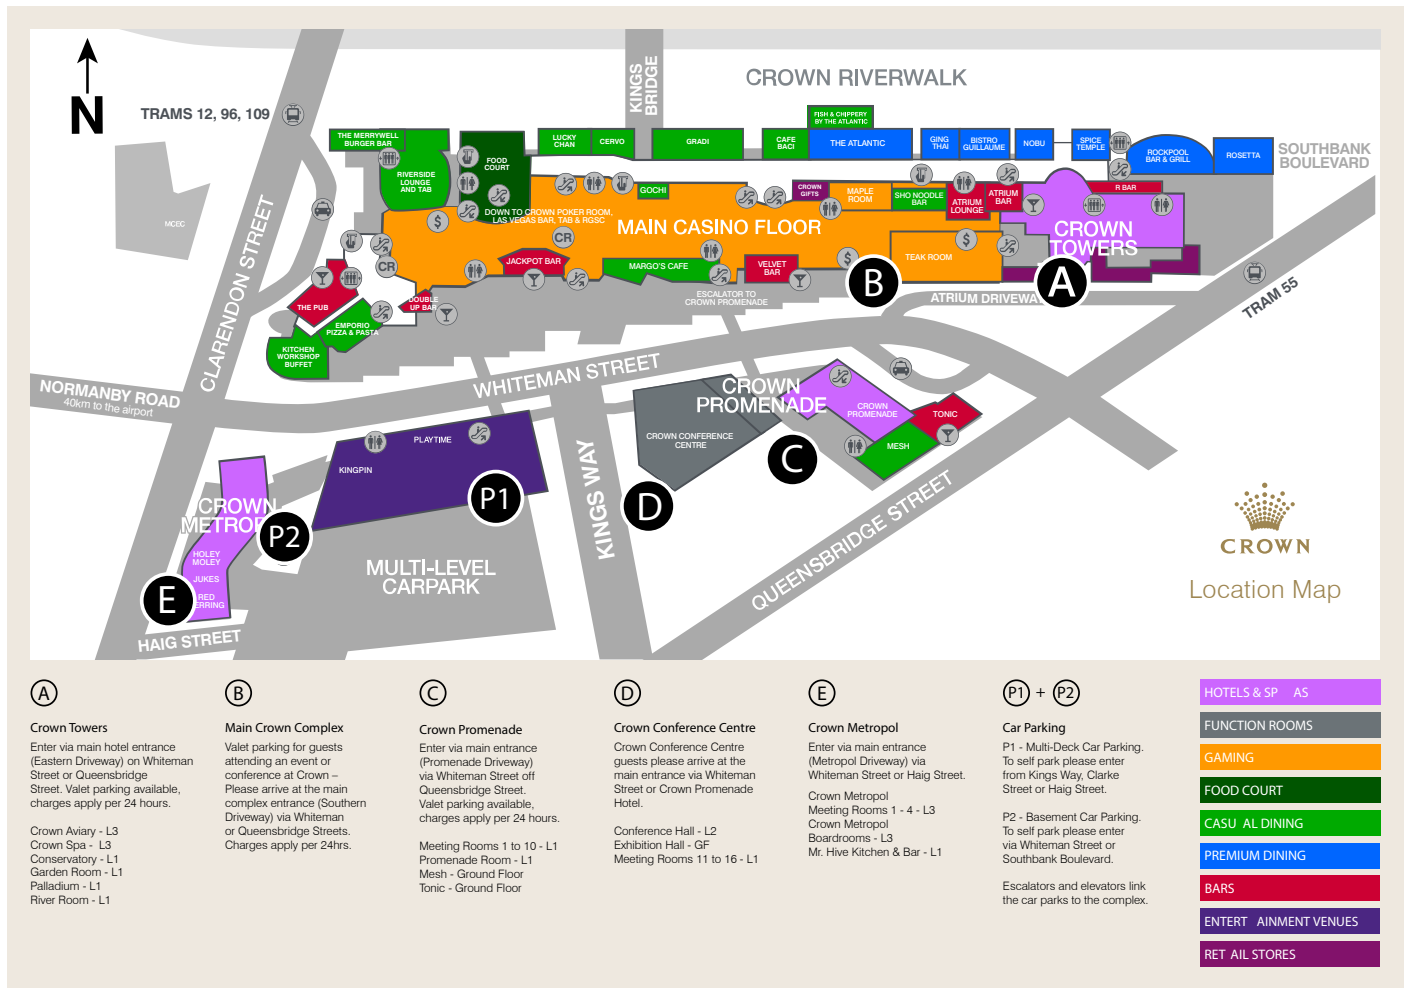 N
TRAMS 12, 96, 109
KINGS
BRIDGE
CROWN RIVERWALK
SOUTHBANK
BOULEVARD
THE MERRYWELL
BURGER BAR
RIVERSIDE
LOUNGE
AND TAB
FOOD
COURT
LUCKY
CHAN
CERVO
GRADI
CAFE
BACI
FISH & CHIPPERY
BY THE ATLANTIC
THE ATLANTIC
GING
THAI
BISTRO
GUILLAUME
NOBU
SPICE
TEMPLE
ROCKPOOL
BAR & GRILL
ROSETTA
MCEC
GOCHI
CROWN
GIFTS
MAPLE
ROOM
SHO NOODLE
BAR
ATRIUM
LOUNGE
ATRIUM
BAR
R BAR
DOWN TO CROWN POKER ROOM,
LAS VEGAS BAR, TAB & RGSC
MAIN CASINO FLOOR
CROWN
TOWERS
$
CR
$
$
CR
JACKPOT BAR
MARGO'S CAFE
VELVET
BAR
TEAK ROOM
B
A
ESCALATOR TO
CROWN PROMENADE
ATRIUM DRIVEWA
TRAM 55
THE PUB
DOUBLE
UP BAR
EMPORIO
PIZZA & PASTA
KITCHEN
WORKSHOP
BUFFET
CLARENDON STREET
NORMANBY ROAD
40km to the airport
WHITEMAN STREET
CROWN
PROMENADE
CROWN
PROMENADE
TONIC
MESH
CROWN CONFERENCE
CENTRE
C
D
PLAYTIME
KINGPIN
P1
KINGS WAY
QUEENSBRIDGE STREET
CROWN
METROP
P2
HOLEY
MOLEY
JUKES
RED
ERRING
E
HAIG STREET
MULTI-LEVEL
CARPARK
CROWN
Location Map
A
Crown Towers
Enter via main hotel entrance
(Eastern Driveway) on Whiteman
Street or Queensbridge
Street. Valet parking available,
charges apply per 24 hours.
Crown Aviary - L3
Crown Spa - L3
Conservatory - L1
Garden Room - L1
Palladium - L1
River Room - L1
B
Main Crown Complex
Valet parking for guests
attending an event or
conference at Crown –
Please arrive at the main
complex entrance (Southern
Driveway) via Whiteman
or Queensbridge Streets.
Charges apply per 24hrs.
C
Crown Promenade
Enter via main entrance
(Promenade Driveway)
via Whiteman Street off
Queensbridge Street.
Valet parking available,
charges apply per 24 hours.
Meeting Rooms 1 to 10 - L1
Promenade Room - L1
Mesh - Ground Floor
Tonic - Ground Floor
D
Crown Conference Centre
Crown Conference Centre
guests please arrive at the
main entrance via Whiteman
Street or Crown Promenade
Hotel.
Conference Hall - L2
Exhibition Hall - GF
Meeting Rooms 11 to 16 - L1
E
Crown Metropol
Enter via main entrance
(Metropol Driveway) via
Whiteman Street or Haig Street.
Crown Metropol
Meeting Rooms 1 - 4 - L3
Crown Metropol
Boardrooms - L3
Mr. Hive Kitchen & Bar - L1
P1 + P2
Car Parking
P1 - Multi-Deck Car Parking.
To self park please enter
from Kings Way, Clarke
Street or Haig Street.
P2 - Basement Car Parking.
To self park please enter
via Whiteman Street or
Southbank Boulevard.
Escalators and elevators link
the car parks to the complex.
HOTELS & SP AS
FUNCTION ROOMS
GAMING
FOOD COURT
CASU AL DINING
PREMIUM DINING
BARS
ENTERT AINMENT VENUES
RET AIL STORES